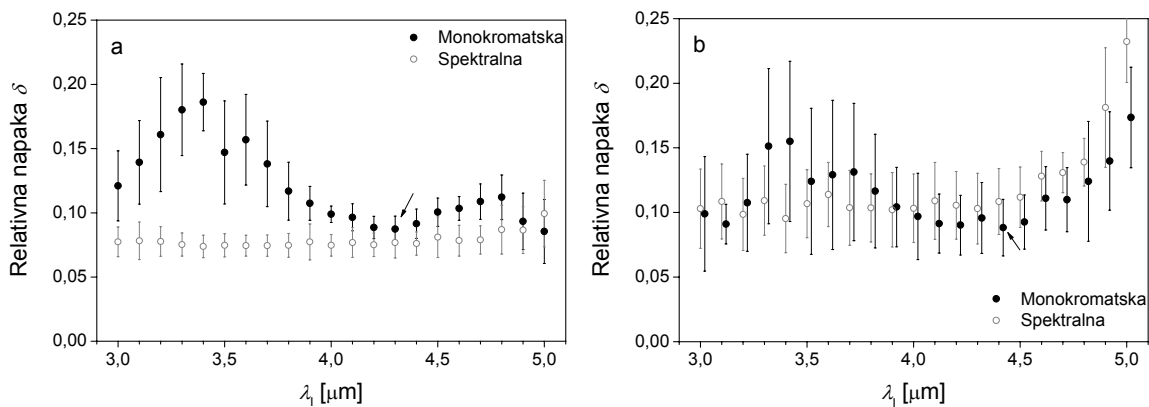 a
Monokromatska
Spektralna
Relativna napaka δ
0,25
0,20
0,15
0,10
0,05
0,00
3,0 3,5 4,0 4,5 5,0
λ_l [μm]
b
Monokromatska
Spektralna
Relativna napaka δ
0,25
0,20
0,15
0,10
0,05
0,00
3,0 3,5 4,0 4,5 5,0
λ_l [μm]